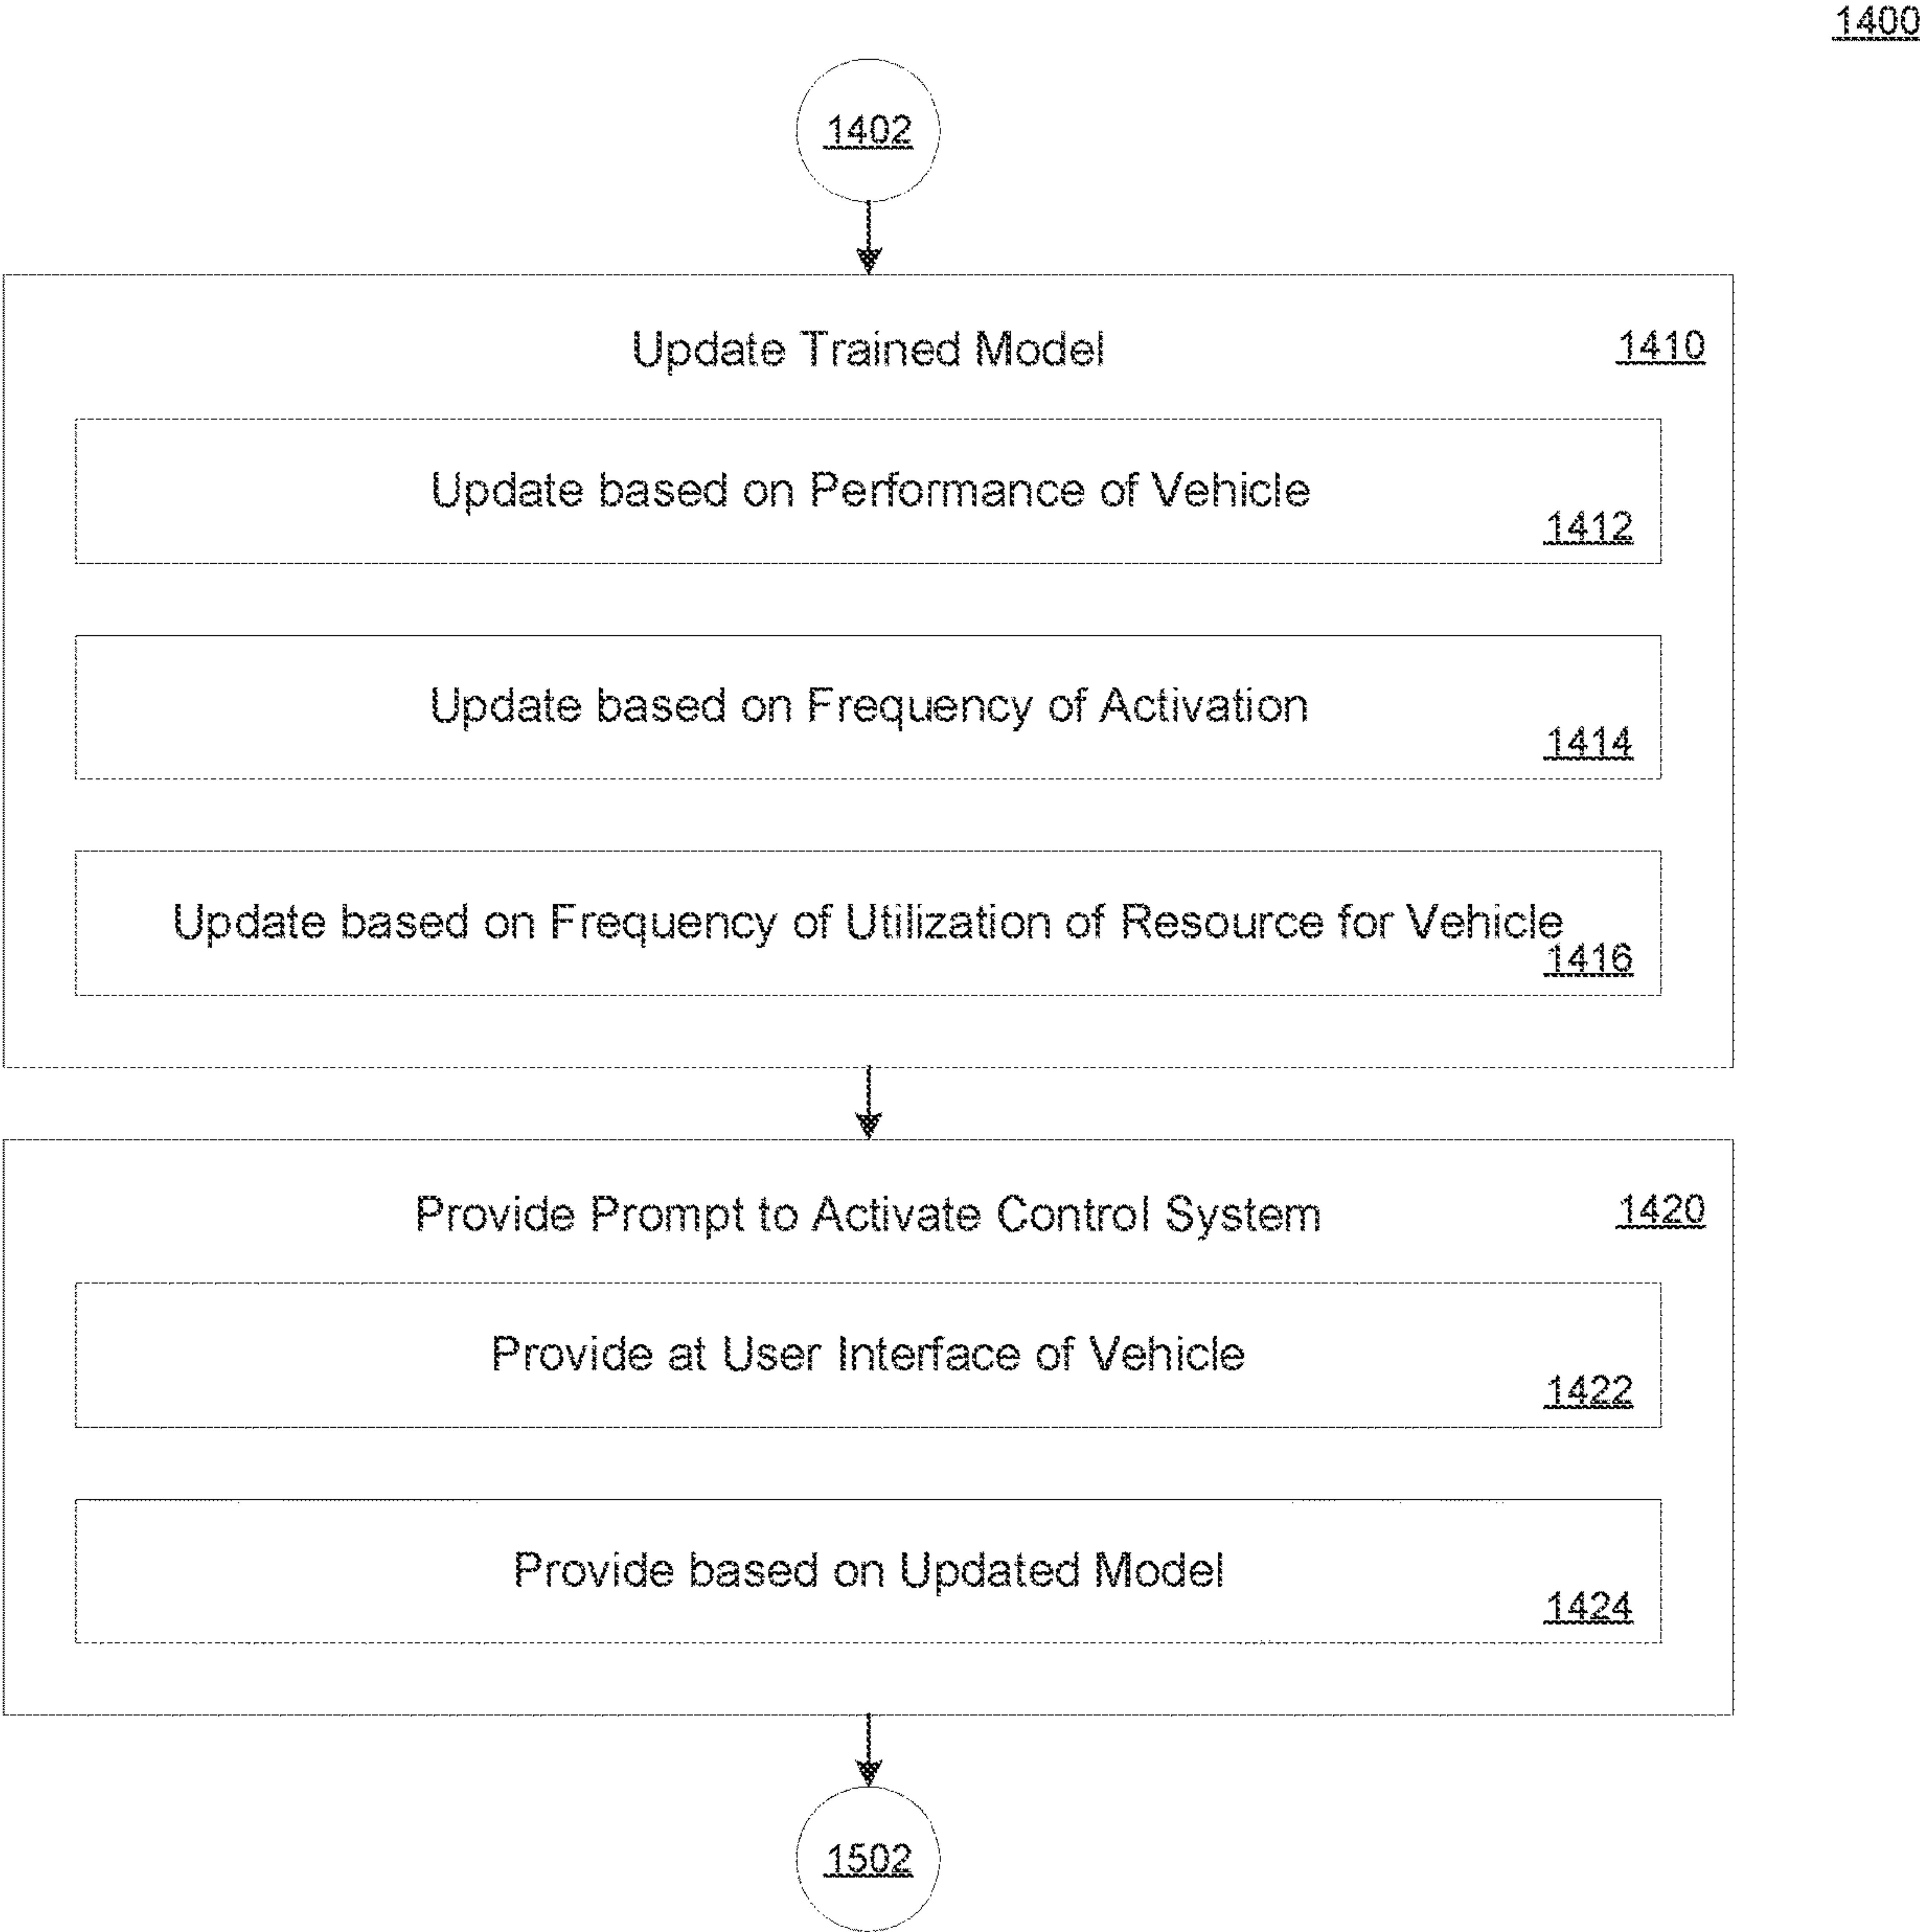 1400
1402
Update Trained Model 1410
Update based on Performance of Vehicle
1412
Update based on Frequency of Activation
1414
Update based on Frequency of Utilization of Resource for Vehicle
1416
Provide Prompt to Activate Control System 1420
Provide at User Interface of Vehicle
1422
Provide based on Updated Model
1424
1502